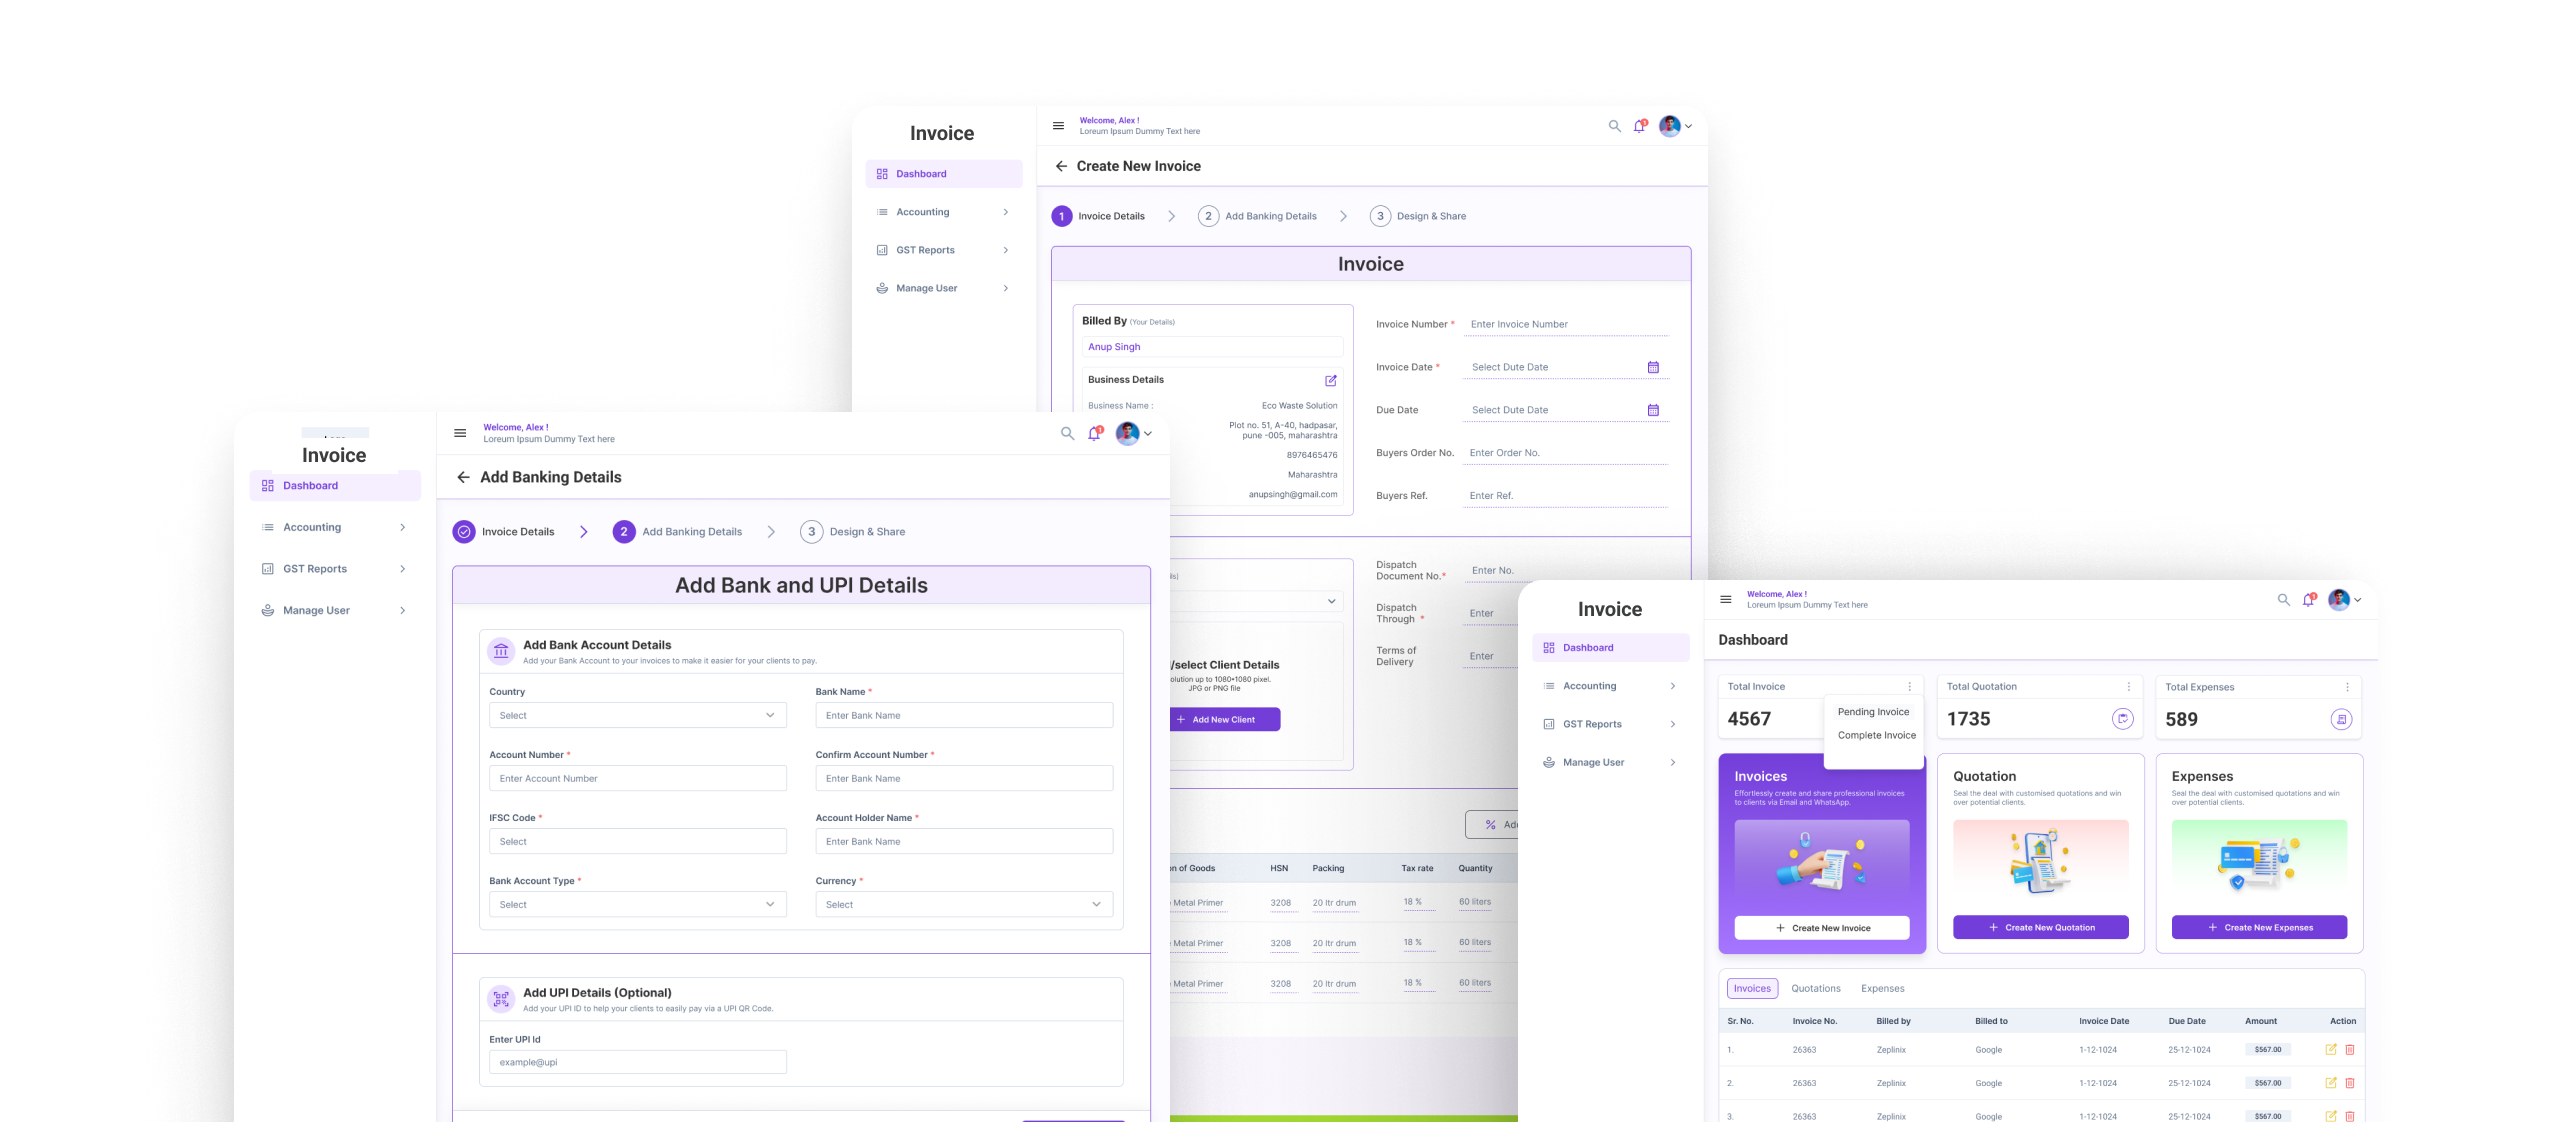 Invoice
Dashboard
Accounting
GST Reports
Manage User
Welcome, Alex !
Loreum Ipsum Dummy Text here
1
Create New Invoice
1 Invoice Details
2 Add Banking Details
3 Design & Share
Invoice
Billed By (Your Details)
Anup Singh
Business Details
Business Name :
Eco Waste Solution
Plot no. 51, A-40, hadpasar,
pune -005, maharashtra
8976465476
Maharashtra
anupsingh@gmail.com
Invoice Number * Enter Invoice Number
Invoice Date * Select Dute Date
Due Date Select Dute Date
Buyers Order No. Enter Order No.
Buyers Ref. Enter Ref.
Dispatch
Document No.* Enter No.
Dispatch
Through * Enter
Terms of
Delivery Enter
/select Client Details
olution up to 1080*1080 pixel.
JPG or PNG file
+ Add New Client
% Add
on of Goods HSN Packing Tax rate Quantity
Metal Primer 3208 20 ltr drum 18 % 60 liters
Metal Primer 3208 20 ltr drum 18 % 60 liters
Metal Primer 3208 20 ltr drum 18 % 60 liters
Invoice
Dashboard
Accounting
GST Reports
Manage User
Welcome, Alex !
Loreum Ipsum Dummy Text here
1
Add Banking Details
Invoice Details
2 Add Banking Details
3 Design & Share
Add Bank and UPI Details
Add Bank Account Details
Add your Bank Account to your invoices to make it easier for your clients to pay.
Country
Select
Bank Name *
Enter Bank Name
Account Number *
Enter Account Number
Confirm Account Number *
Enter Bank Name
IFSC Code *
Select
Account Holder Name *
Enter Bank Name
Bank Account Type *
Select
Currency *
Select
Add UPI Details (Optional)
Add your UPI ID to help your clients to easily pay via a UPI QR Code.
Enter UPI Id
example@upi
Invoice
Dashboard
Accounting
GST Reports
Manage User
Welcome, Alex !
Loreum Ipsum Dummy Text here
1
Dashboard
Total Invoice
4567
Pending Invoice
Complete Invoice
Total Quotation
1735
Total Expenses
589
Invoices
Effortlessly create and share professional invoices
to clients via Email and WhatsApp.
+ Create New Invoice
Quotation
Seal the deal with customised quotations and win
over potential clients.
+ Create New Quotation
Expenses
Seal the deal with customised quotations and win
over potential clients.
+ Create New Expenses
Invoices Quotations Expenses
Sr. No. Invoice No. Billed by Billed to Invoice Date Due Date Amount Action
1. 26363 Zeplinix Google 1-12-1024 25-12-1024 $567.00
2. 26363 Zeplinix Google 1-12-1024 25-12-1024 $567.00
3. 26363 Zeplinix Google 1-12-1024 25-12-1024 $567.00